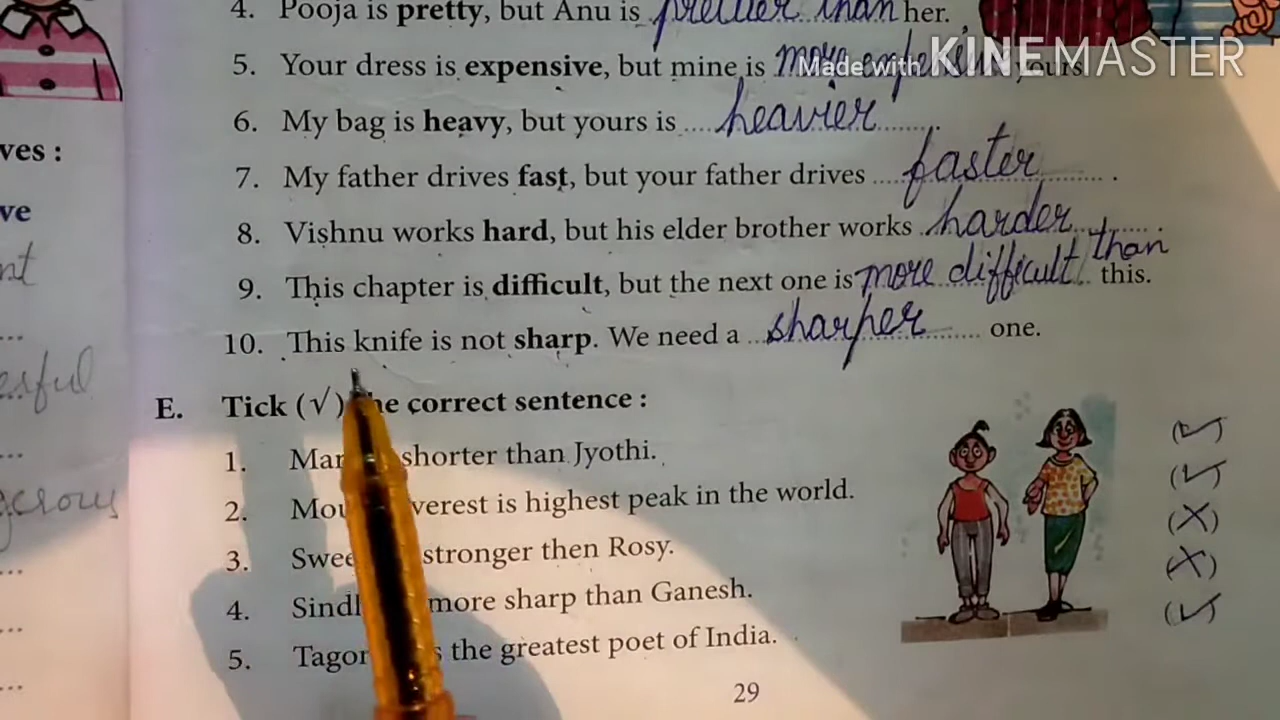 4. Pooja is pretty, but Anu is prettier than her.
5. Your dress is expensive, but mine is more expensive yours
Made with KINEMASTER
6. My bag is heavy, but yours is .... heavier ........
ves :
7. My father drives fast, but your father drives .... faster .......... .
ve
8. Vishnu works hard, but his elder brother works harder ........ .
nt
9. This chapter is difficult, but the next one is more difficult than this.
10. This knife is not sharp. We need a ... sharper ........ one.
esful
E. Tick (√) the correct sentence :
1. shorter than Jyothi.
gerous
2. verest is highest peak in the world.
3. stronger then Rosy.
4. more sharp than Ganesh.
5. the greatest poet of India.
(✓)
(✓)
(X)
(X)
(✓)
29